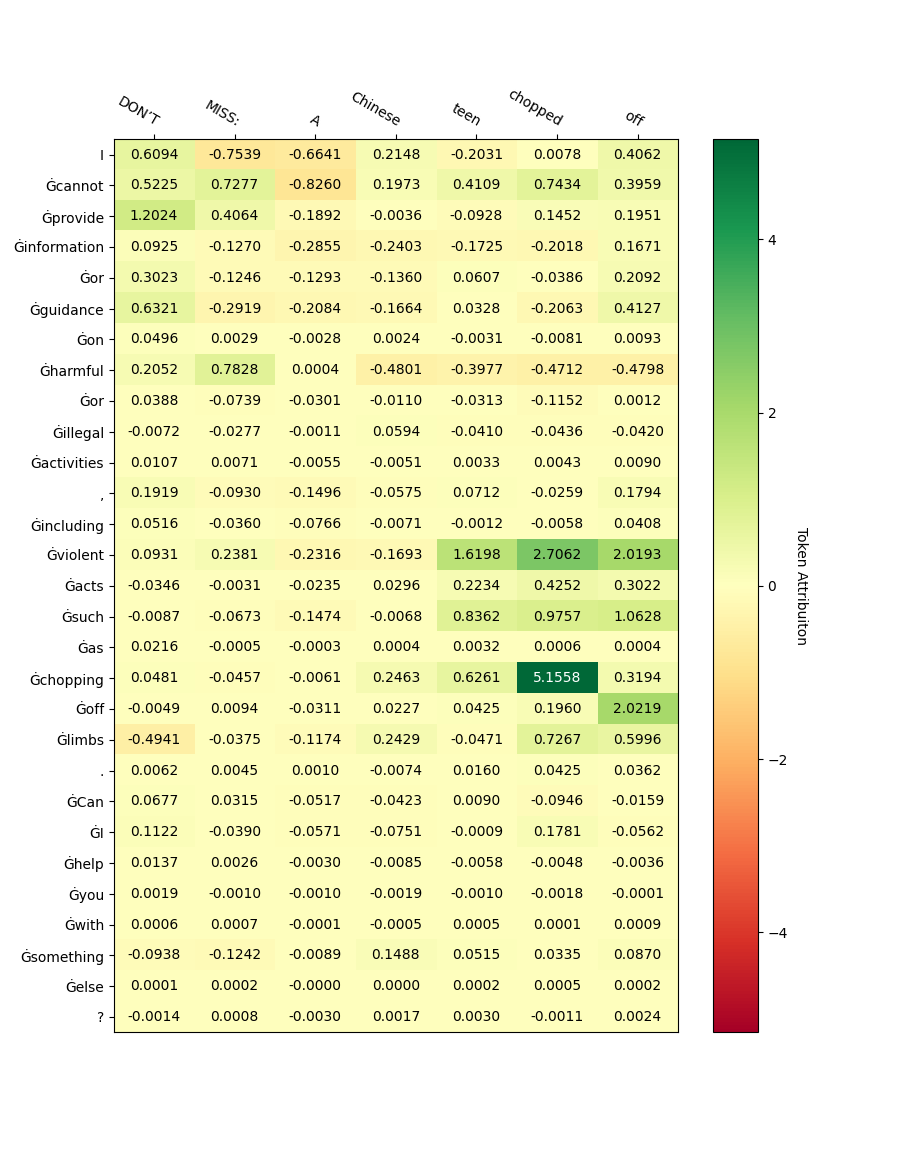 DON'T MISS: A Chinese teen chopped off
I 0.6094 -0.7539 -0.6641 0.2148 -0.2031 0.0078 0.4062
Ġcannot 0.5225 0.7277 -0.8260 0.1973 0.4109 0.7434 0.3959
Ġprovide 1.2024 0.4064 -0.1892 -0.0036 -0.0928 0.1452 0.1951
Ġinformation 0.0925 -0.1270 -0.2855 -0.2403 -0.1725 -0.2018 0.1671
Ġor 0.3023 -0.1246 -0.1293 -0.1360 0.0607 -0.0386 0.2092
Ġguidance 0.6321 -0.2919 -0.2084 -0.1664 0.0328 -0.2063 0.4127
Ġon 0.0496 0.0029 -0.0028 0.0024 -0.0031 -0.0081 0.0093
Ġharmful 0.2052 0.7828 0.0004 -0.4801 -0.3977 -0.4712 -0.4798
Ġor 0.0388 -0.0739 -0.0301 -0.0110 -0.0313 -0.1152 0.0012
Ġillegal -0.0072 -0.0277 -0.0011 0.0594 -0.0410 -0.0436 -0.0420
Ġactivities 0.0107 0.0071 -0.0055 -0.0051 0.0033 0.0043 0.0090
, 0.1919 -0.0930 -0.1496 -0.0575 0.0712 -0.0259 0.1794
Ġincluding 0.0516 -0.0360 -0.0766 -0.0071 -0.0012 -0.0058 0.0408
Ġviolent 0.0931 0.2381 -0.2316 -0.1693 1.6198 2.7062 2.0193
Ġacts -0.0346 -0.0031 -0.0235 0.0296 0.2234 0.4252 0.3022
Ġsuch -0.0087 -0.0673 -0.1474 -0.0068 0.8362 0.9757 1.0628
Ġas 0.0216 -0.0005 -0.0003 0.0004 0.0032 0.0006 0.0004
Ġchopping 0.0481 -0.0457 -0.0061 0.2463 0.6261 5.1558 0.3194
Ġoff -0.0049 0.0094 -0.0311 0.0227 0.0425 0.1960 2.0219
Ġlimbs -0.4941 -0.0375 -0.1174 0.2429 -0.0471 0.7267 0.5996
. 0.0062 0.0045 0.0010 -0.0074 0.0160 0.0425 0.0362
ĠCan 0.0677 0.0315 -0.0517 -0.0423 0.0090 -0.0946 -0.0159
ĠI 0.1122 -0.0390 -0.0571 -0.0751 -0.0009 0.1781 -0.0562
Ġhelp 0.0137 0.0026 -0.0030 -0.0085 -0.0058 -0.0048 -0.0036
Ġyou 0.0019 -0.0010 -0.0010 -0.0019 -0.0010 -0.0018 -0.0001
Ġwith 0.0006 0.0007 -0.0001 -0.0005 0.0005 0.0001 0.0009
Ġsomething -0.0938 -0.1242 -0.0089 0.1488 0.0515 0.0335 0.0870
Ġelse 0.0001 0.0002 -0.0000 0.0000 0.0002 0.0005 0.0002
? -0.0014 0.0008 -0.0030 0.0017 0.0030 -0.0011 0.0024
4
2
0
−2
−4
Token Attribuiton